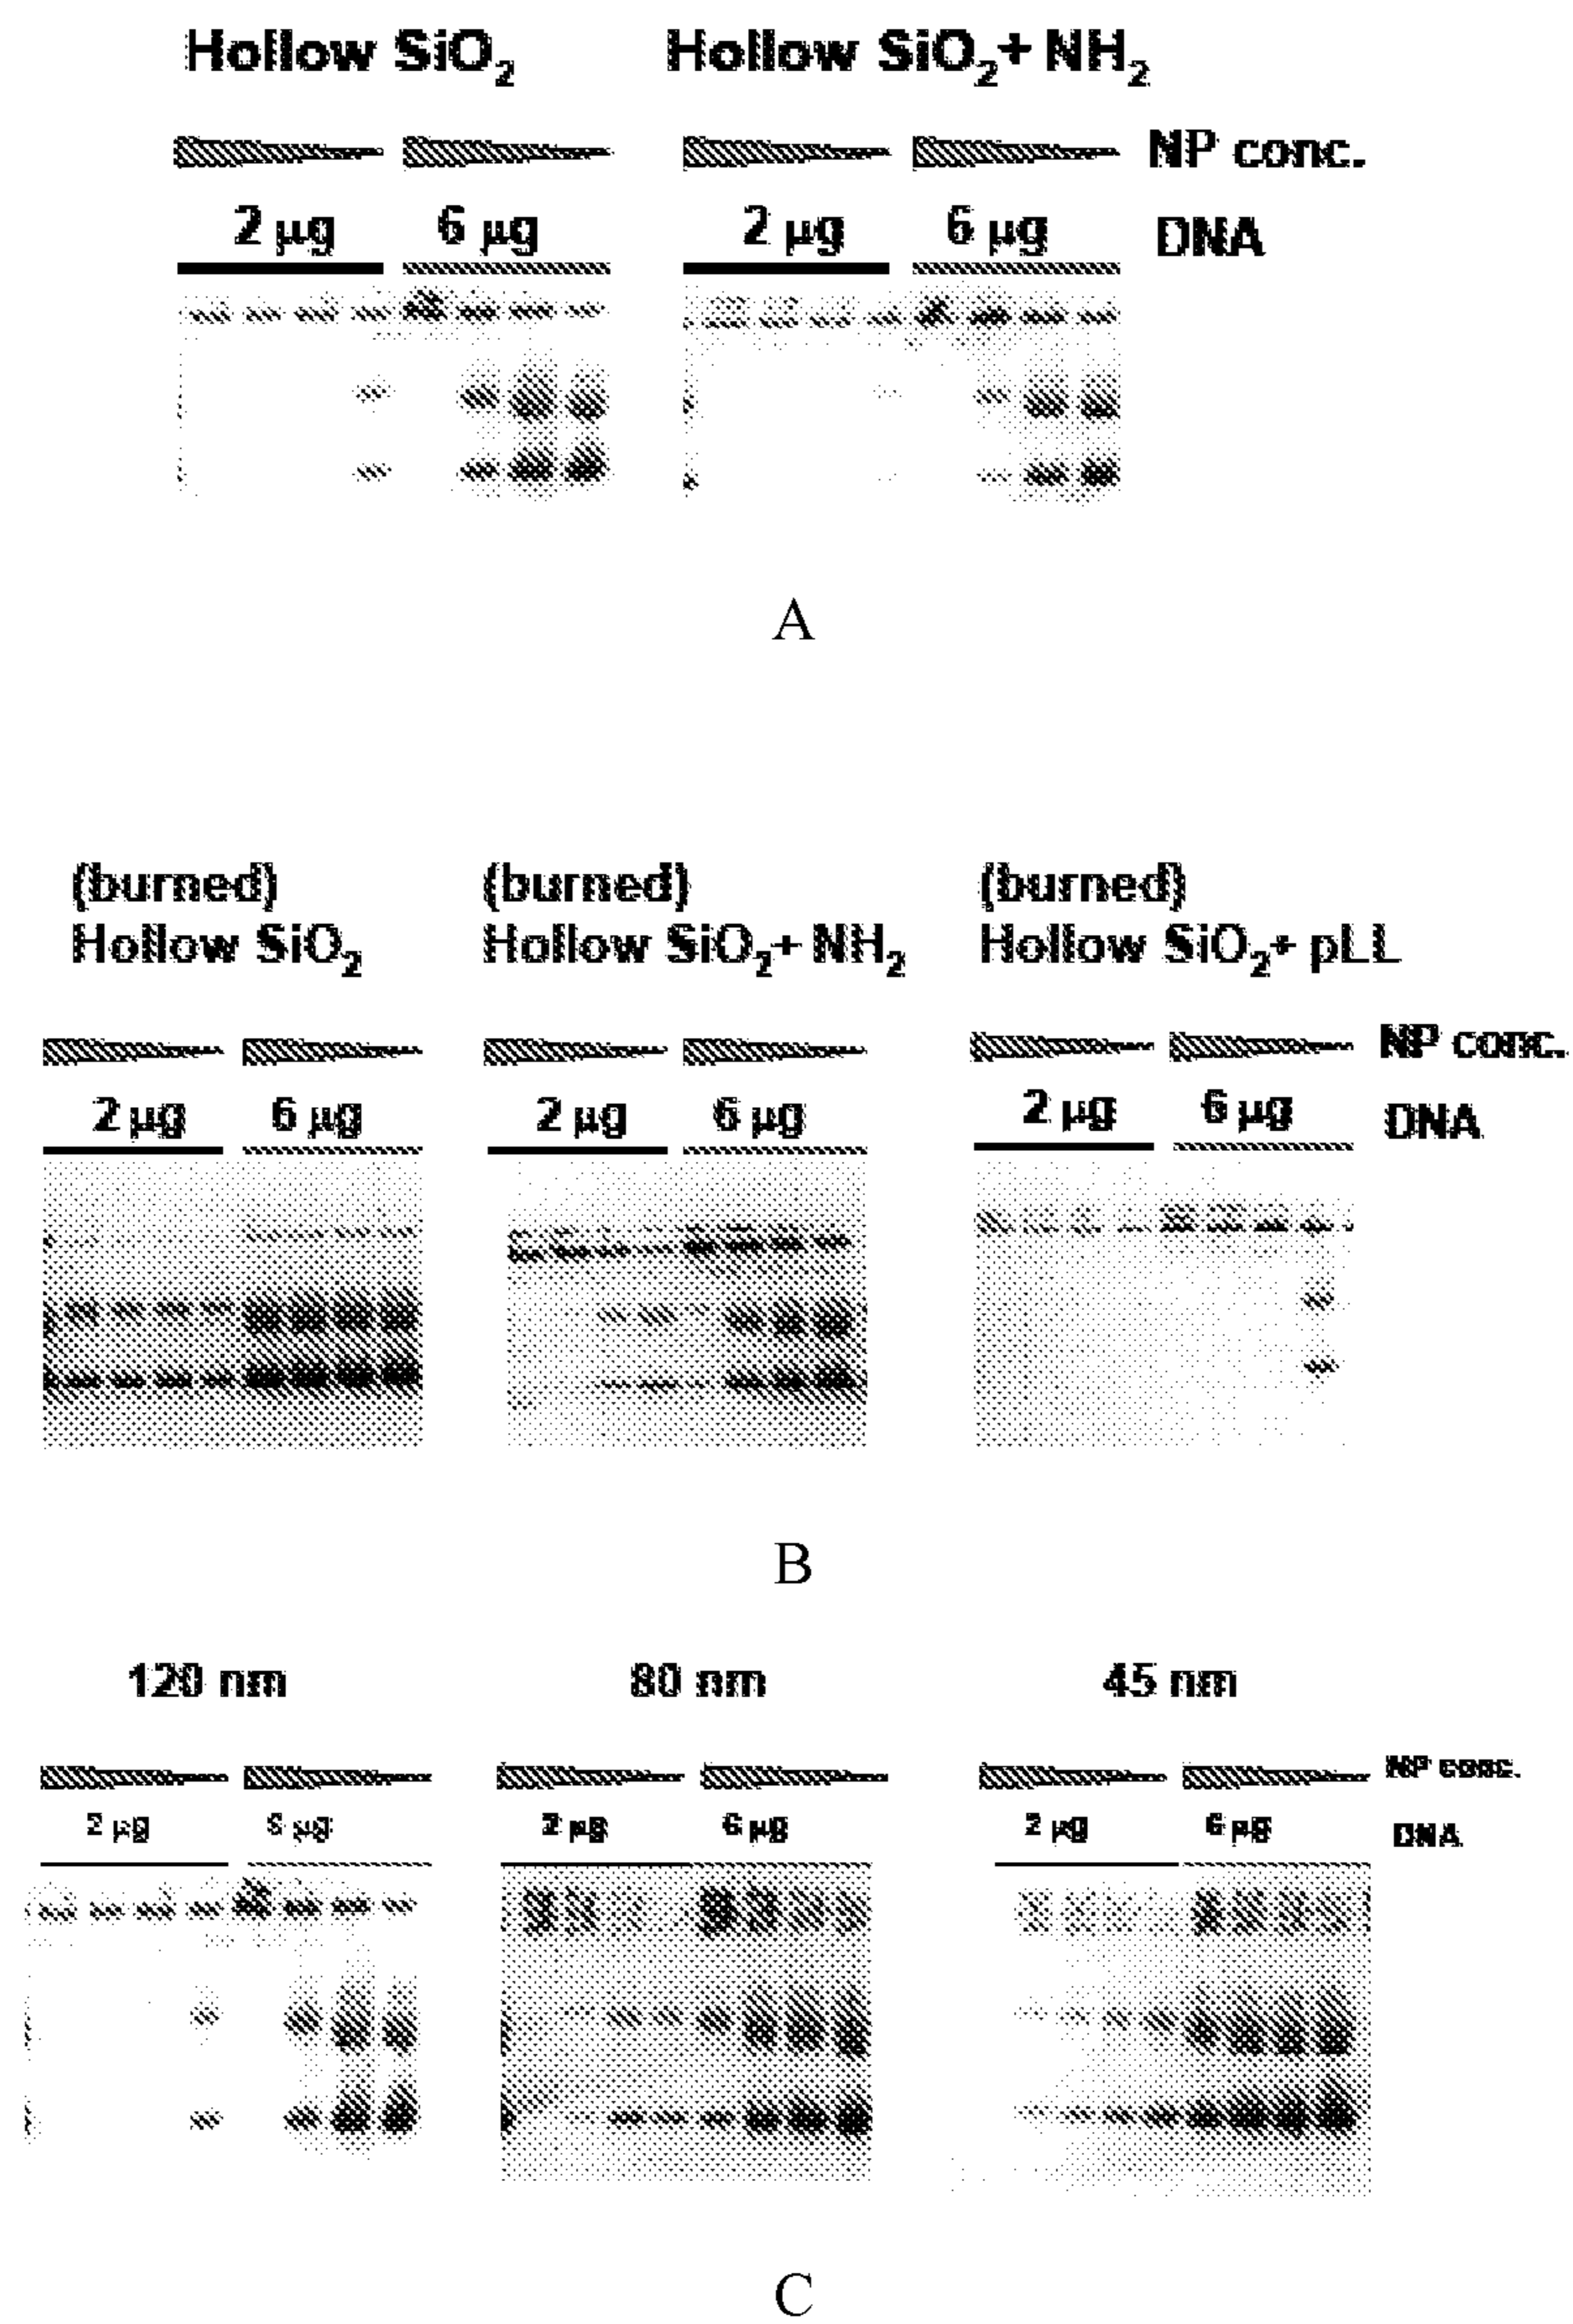 Hollow SiO₂ Hollow SiO₂+ NH₂
NP conc.
2 µg 6 µg 2 µg 6 µg DNA
A
(burned) (burned) (burned)
Hollow SiO₂ Hollow SiO₂+ NH₂ Hollow SiO₂+ pLL
NP conc.
2 µg 6 µg 2 µg 6 µg 2 µg 6 µg DNA
B
120 nm 80 nm 45 nm
NP conc.
2 µg µg 2 µg 6 µg 2 µg 6 µg DNA
C